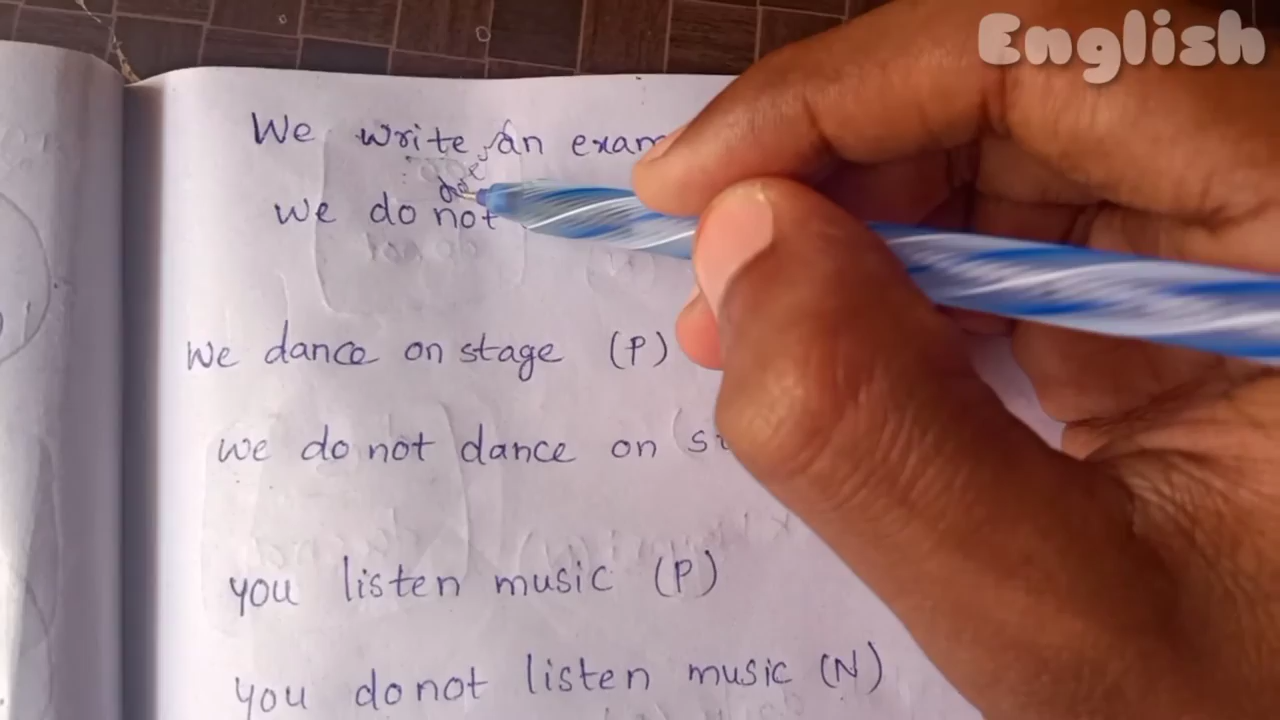 English
We write an exam
we do not
we dance on stage (P)
we do not dance on
you listen music (P)
you do not listen music (N)